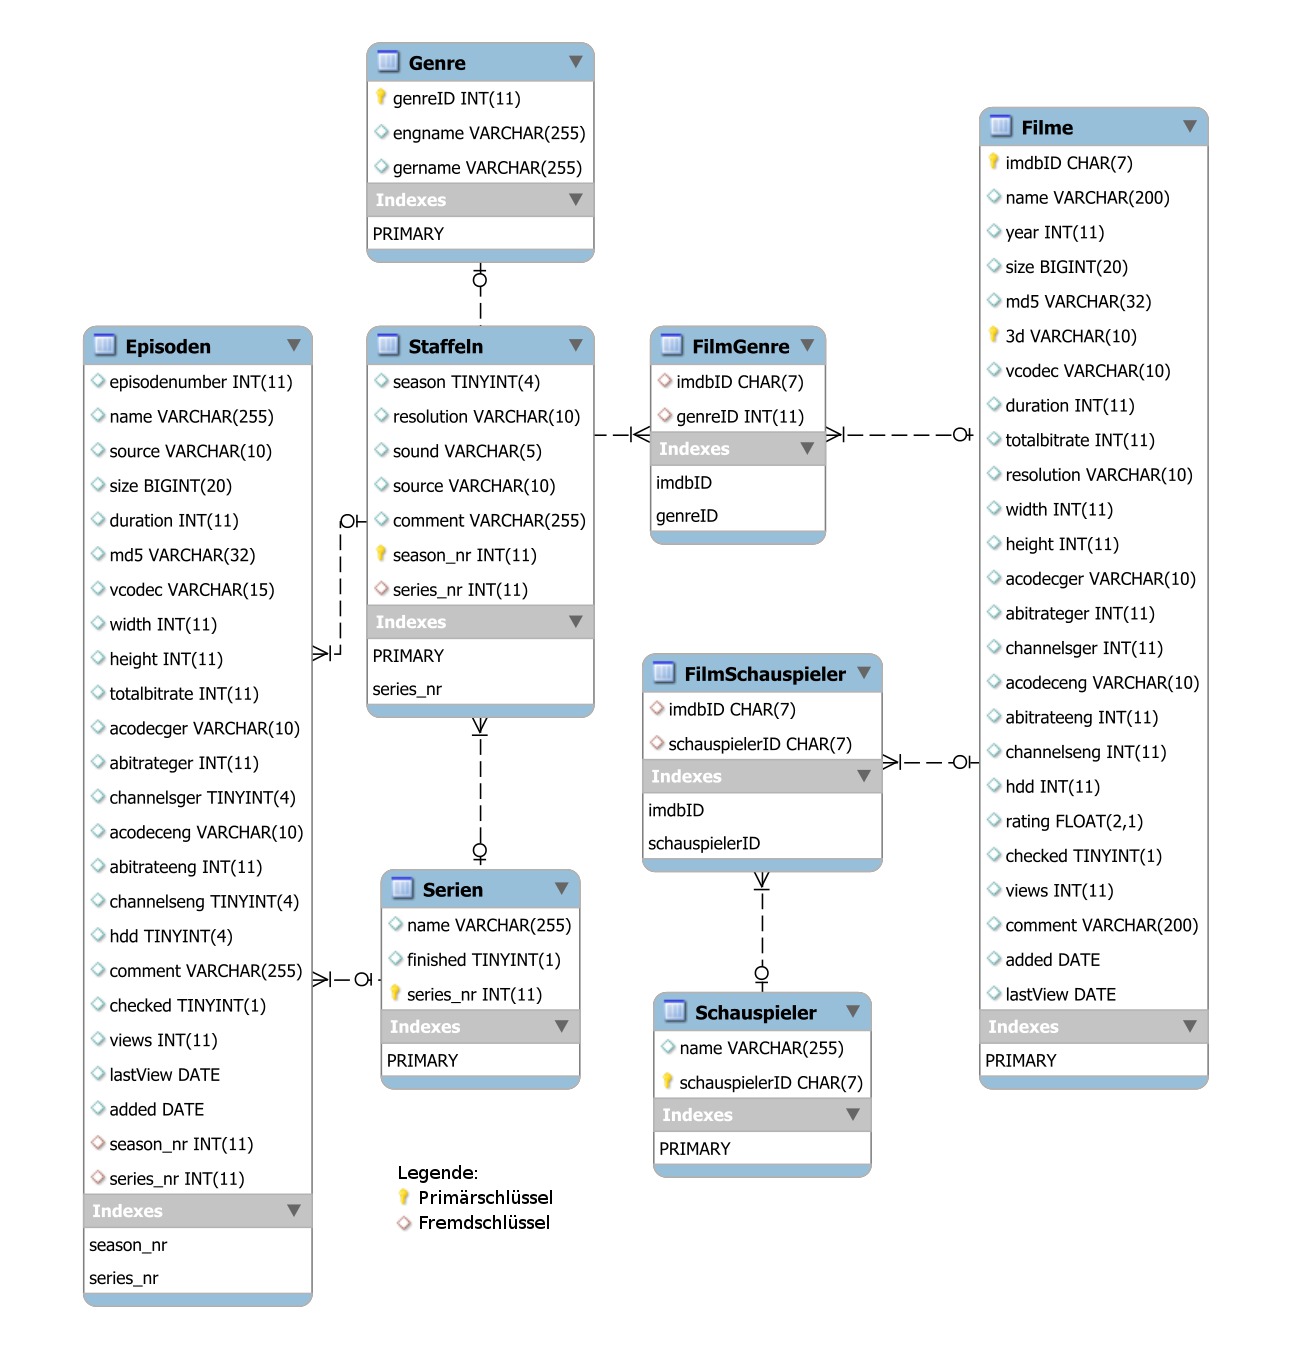 Genre
genreID INT(11)
engname VARCHAR(255)
gername VARCHAR(255)
Indexes
PRIMARY
Episoden
episodenumber INT(11)
name VARCHAR(255)
source VARCHAR(10)
size BIGINT(20)
duration INT(11)
md5 VARCHAR(32)
vcodec VARCHAR(15)
width INT(11)
height INT(11)
totalbitrate INT(11)
acodecger VARCHAR(10)
abitrateger INT(11)
channelsger TINYINT(4)
acodeceng VARCHAR(10)
abitrateeng INT(11)
channelseng TINYINT(4)
hdd TINYINT(4)
comment VARCHAR(255)
checked TINYINT(1)
views INT(11)
lastView DATE
added DATE
season_nr INT(11)
series_nr INT(11)
Indexes
season_nr
series_nr
Staffeln
season TINYINT(4)
resolution VARCHAR(10)
sound VARCHAR(5)
source VARCHAR(10)
comment VARCHAR(255)
season_nr INT(11)
series_nr INT(11)
Indexes
PRIMARY
series_nr
Serien
name VARCHAR(255)
finished TINYINT(1)
series_nr INT(11)
Indexes
PRIMARY
Legende:
Primärschlüssel
Fremdschlüssel
FilmGenre
imdbID CHAR(7)
genreID INT(11)
Indexes
imdbID
genreID
FilmSchauspieler
imdbID CHAR(7)
schauspielerID CHAR(7)
Indexes
imdbID
schauspielerID
Schauspieler
name VARCHAR(255)
schauspielerID CHAR(7)
Indexes
PRIMARY
Filme
imdbID CHAR(7)
name VARCHAR(200)
year INT(11)
size BIGINT(20)
md5 VARCHAR(32)
3d VARCHAR(10)
vcodec VARCHAR(10)
duration INT(11)
totalbitrate INT(11)
resolution VARCHAR(10)
width INT(11)
height INT(11)
acodecger VARCHAR(10)
abitrateger INT(11)
channelsger INT(11)
acodeceng VARCHAR(10)
abitrateeng INT(11)
channelseng INT(11)
hdd INT(11)
rating FLOAT(2,1)
checked TINYINT(1)
views INT(11)
comment VARCHAR(200)
added DATE
lastView DATE
Indexes
PRIMARY